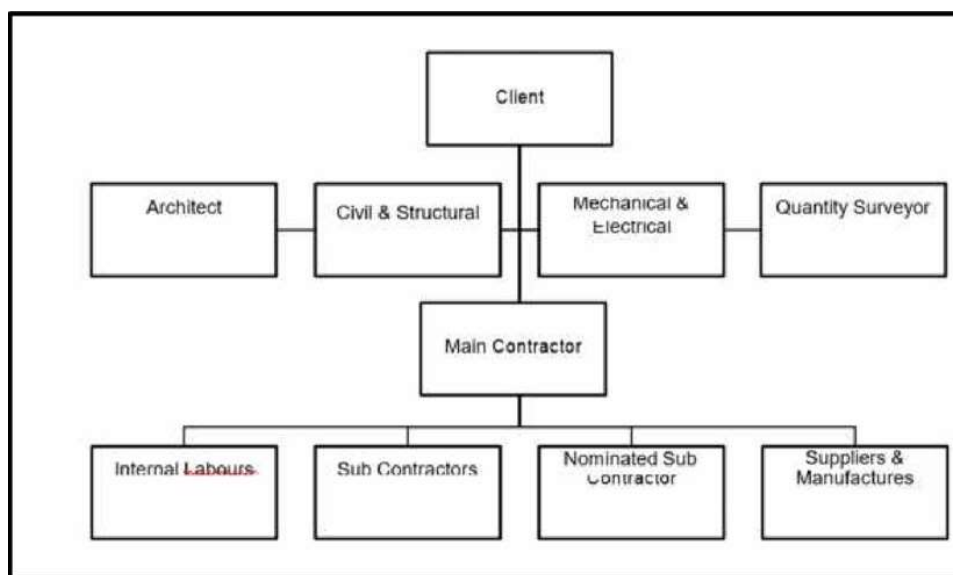 Client
Architect
Civil & Structural
Mechanical &
Electrical
Quantity Surveyor
Main Contractor
Internal Labours
Sub Contractors
Nominated Sub
Contractor
Suppliers &
Manufactures